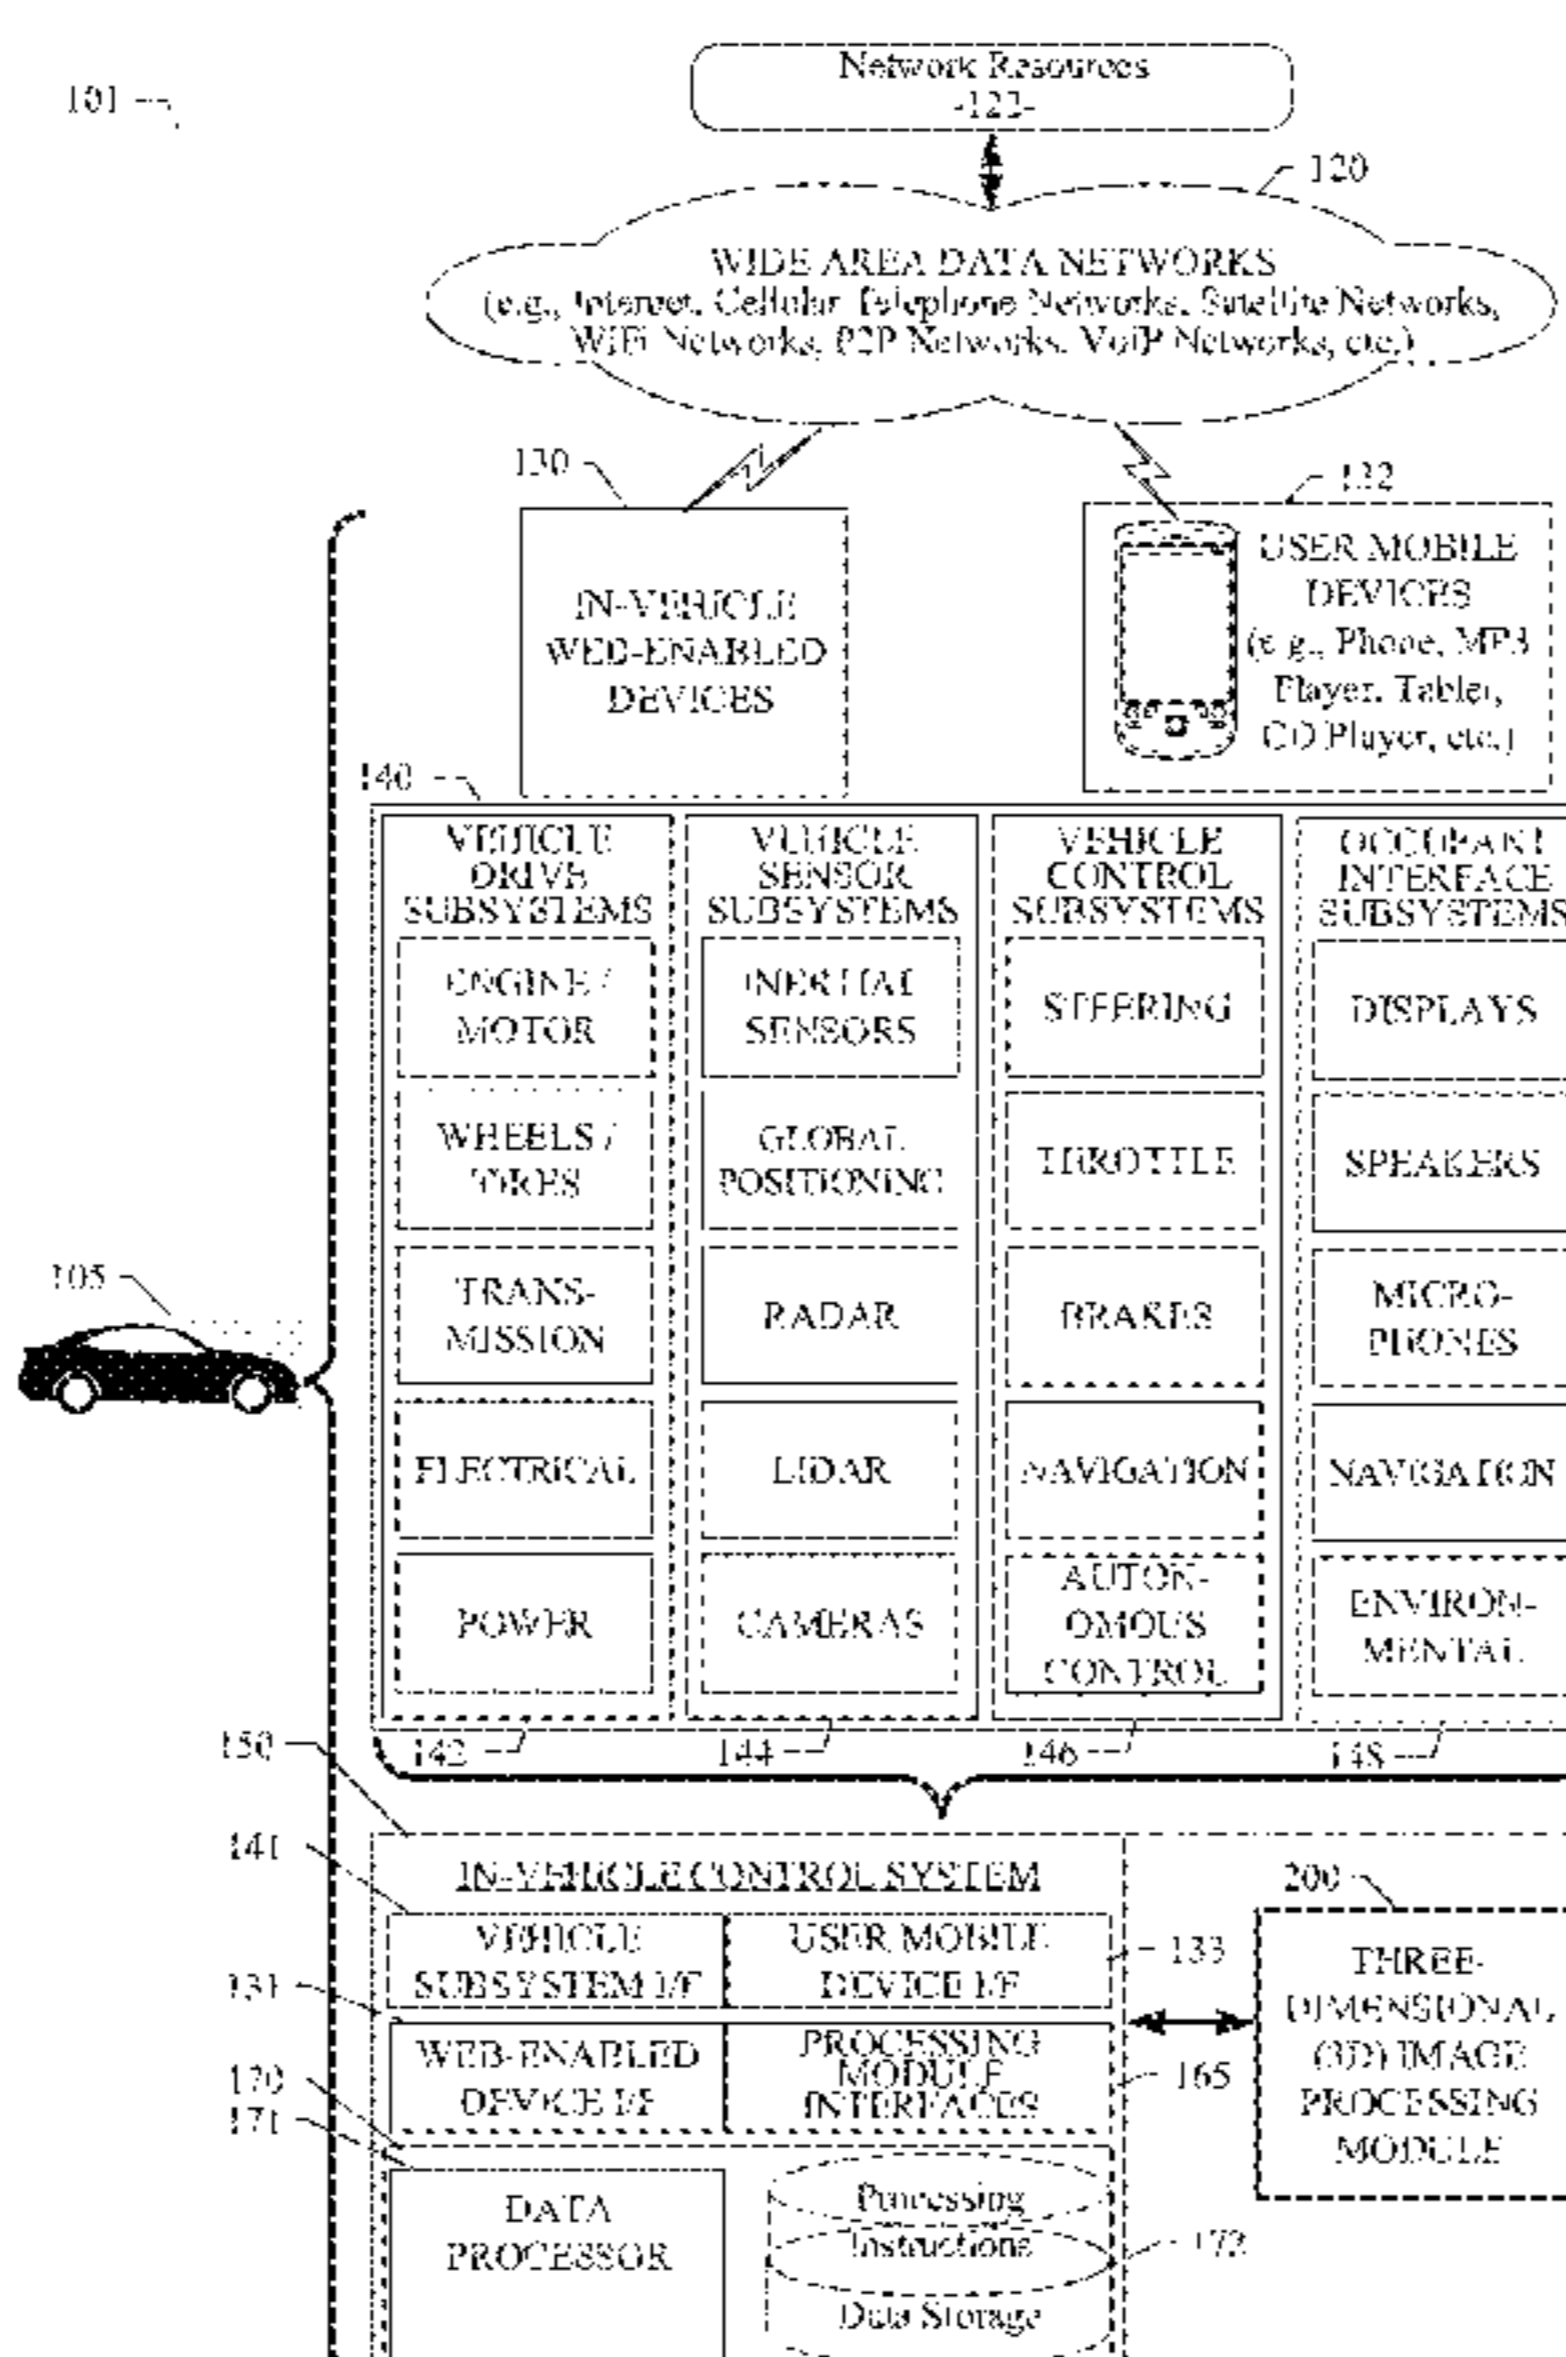 101
Network Resources
-122-
120
WIDE AREA DATA NETWORKS
(e.g., Internet, Cellular Telephone Networks, Satellite Networks,
WiFi Networks, P2P Networks, VoIP Networks, etc.)
130
132
IN-VEHICLE
WEB-ENABLED
DEVICES
USER MOBILE
DEVICES
(e.g., Phone, MP3
Player, Tablet,
CD Player, etc.)
140
VEHICLE
DRIVE
SUBSYSTEMS
ENGINE /
MOTOR
WHEELS /
TIRES
TRANS-
MISSION
ELECTRICAL
POWER
VEHICLE
SENSOR
SUBSYSTEMS
INERTIAL
SENSORS
GLOBAL
POSITIONING
RADAR
LIDAR
CAMERAS
VEHICLE
CONTROL
SUBSYSTEMS
STEERING
THROTTLE
BRAKES
NAVIGATION
AUTON-
OMOUS
CONTROL
OCCUPANT
INTERFACE
SUBSYSTEMS
DISPLAYS
SPEAKERS
MICRO-
PHONES
NAVIGATION
ENVIRON-
MENTAL
105
142
144
146
148
150
IN-VEHICLE CONTROL SYSTEM
141
VEHICLE
SUBSYSTEM I/F
USER MOBILE
DEVICE I/F
133
131
WEB-ENABLED
DEVICE I/F
PROCESSING
MODULE
INTERFACES
165
200
THREE-
DIMENSIONAL
(3D) IMAGE
PROCESSING
MODULE
170
171
DATA
PROCESSOR
Processing
Instructions
Data Storage
172